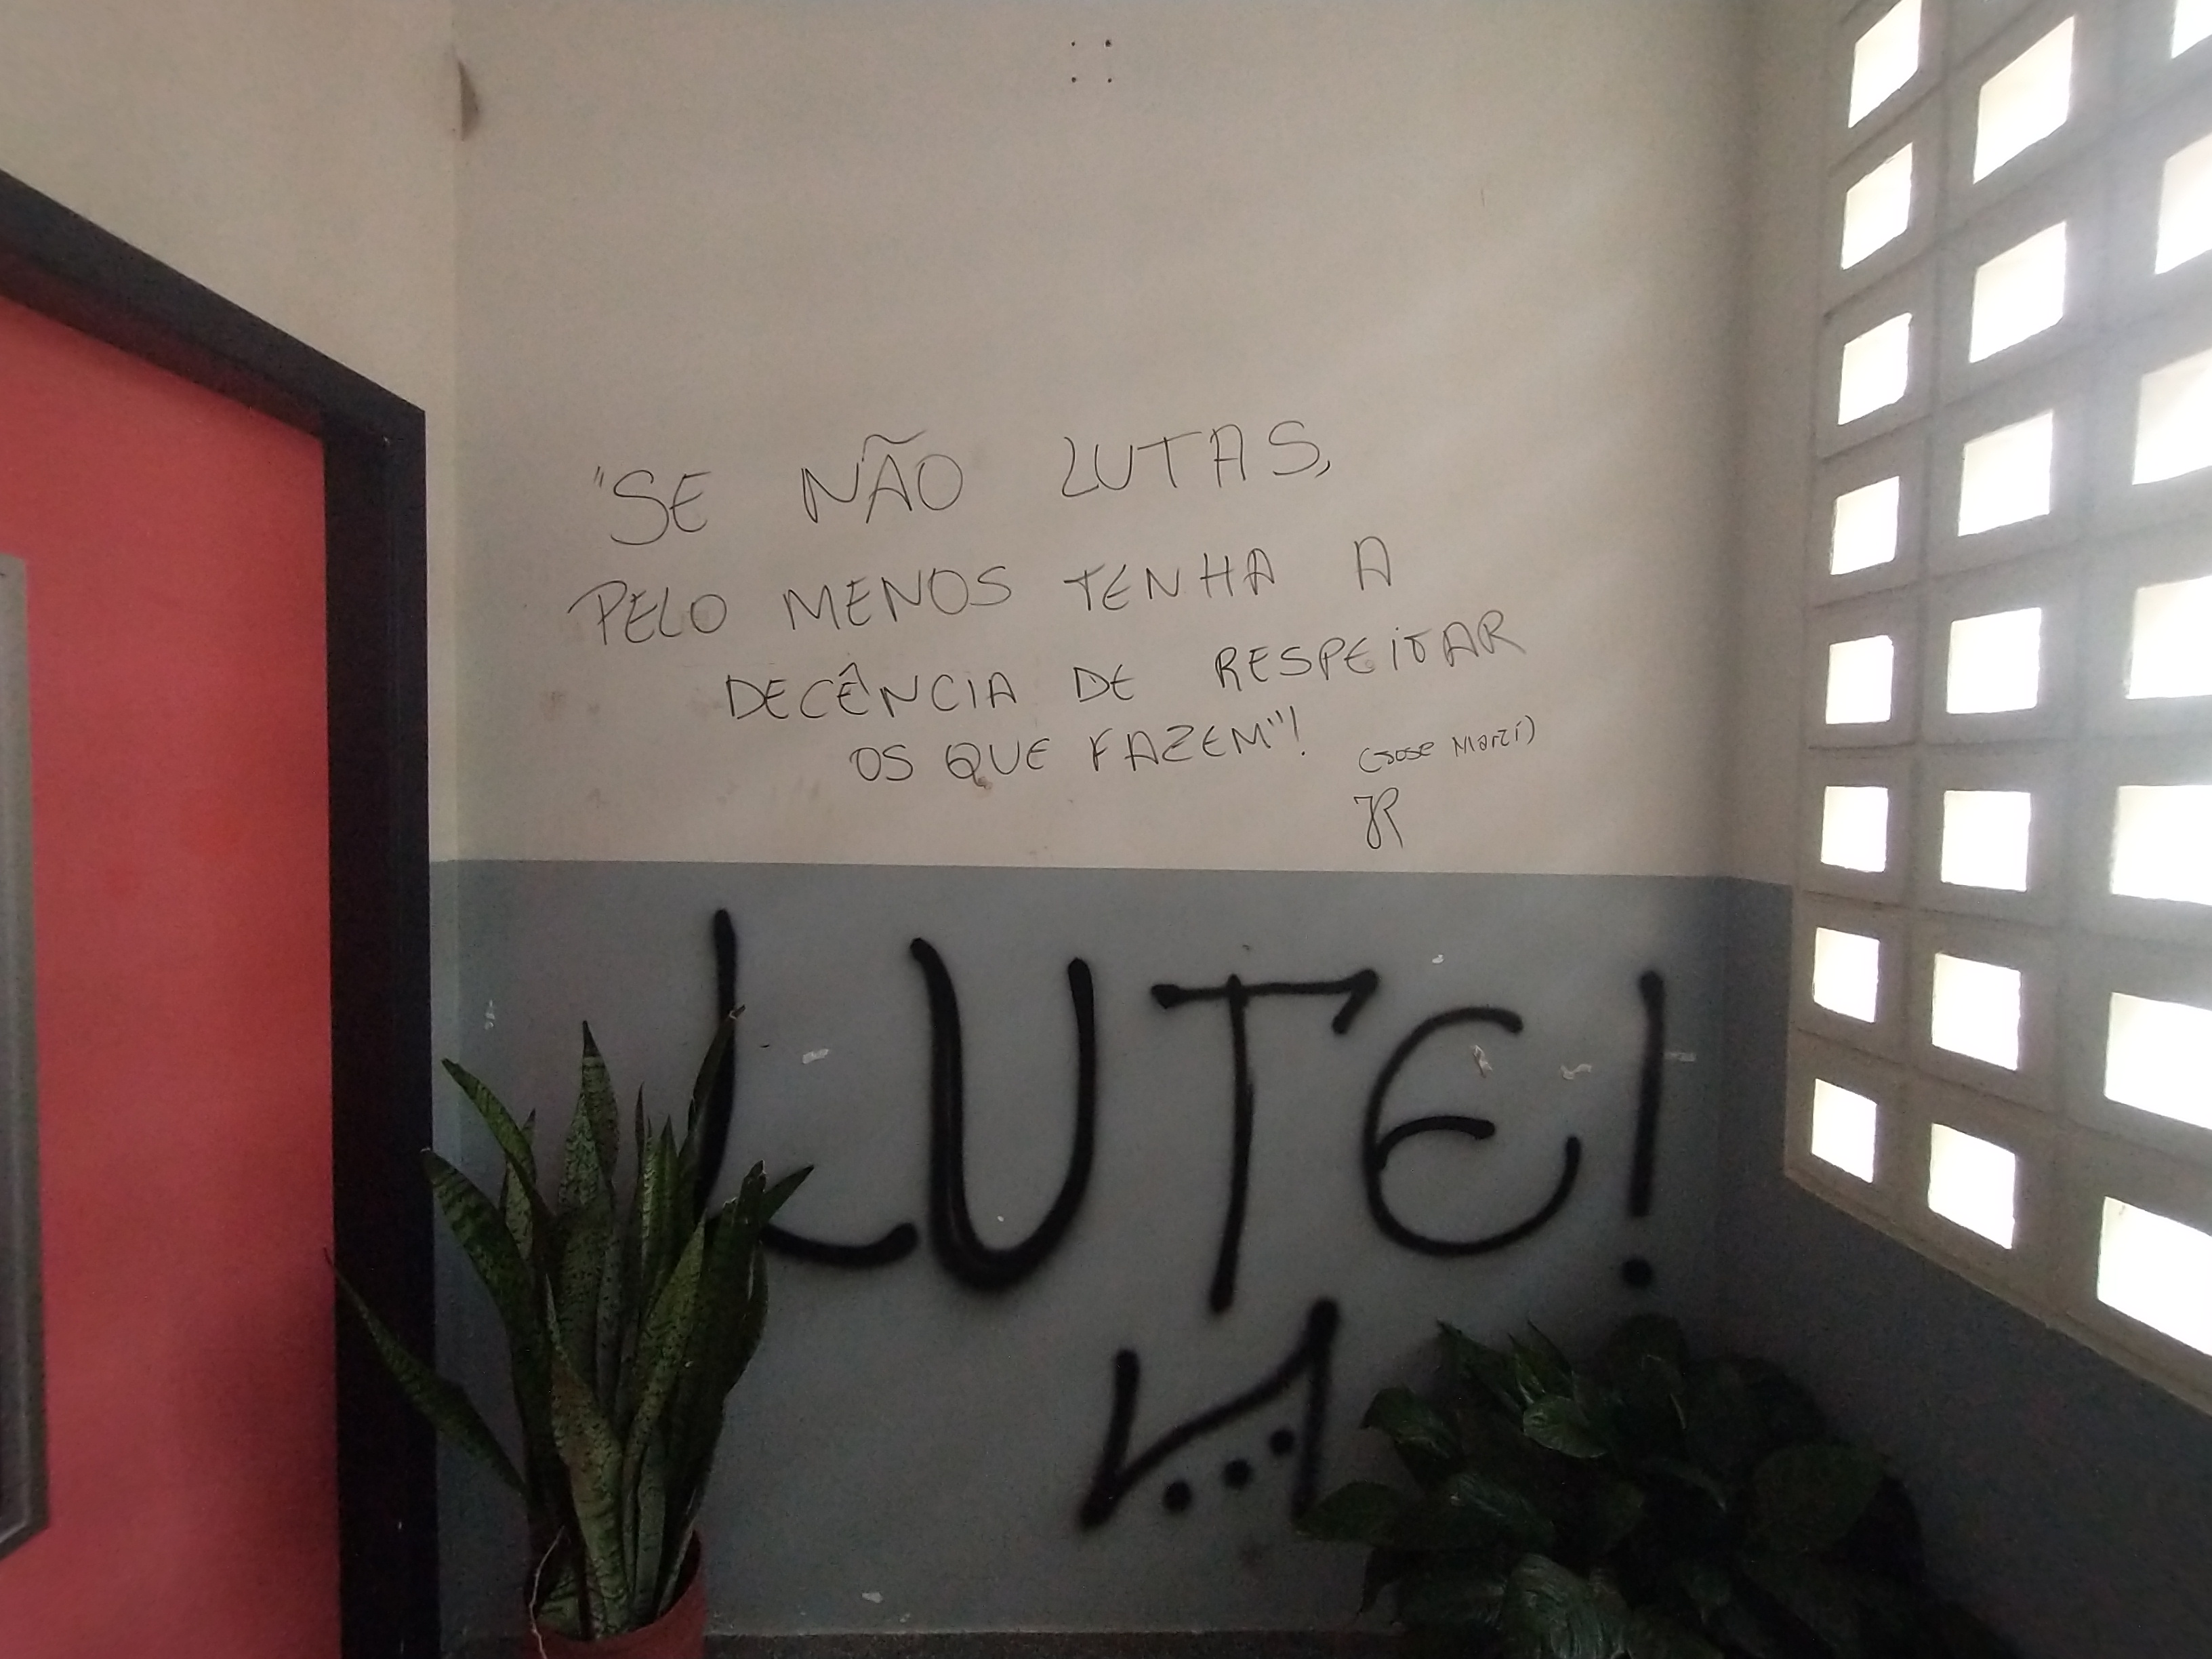 "SE NÃO LUTAS,
PELO MENOS TENHA A
DECÊNCIA DE RESPEITAR
OS QUE FAZEM"!
(José Martí)
JR
LUTE!